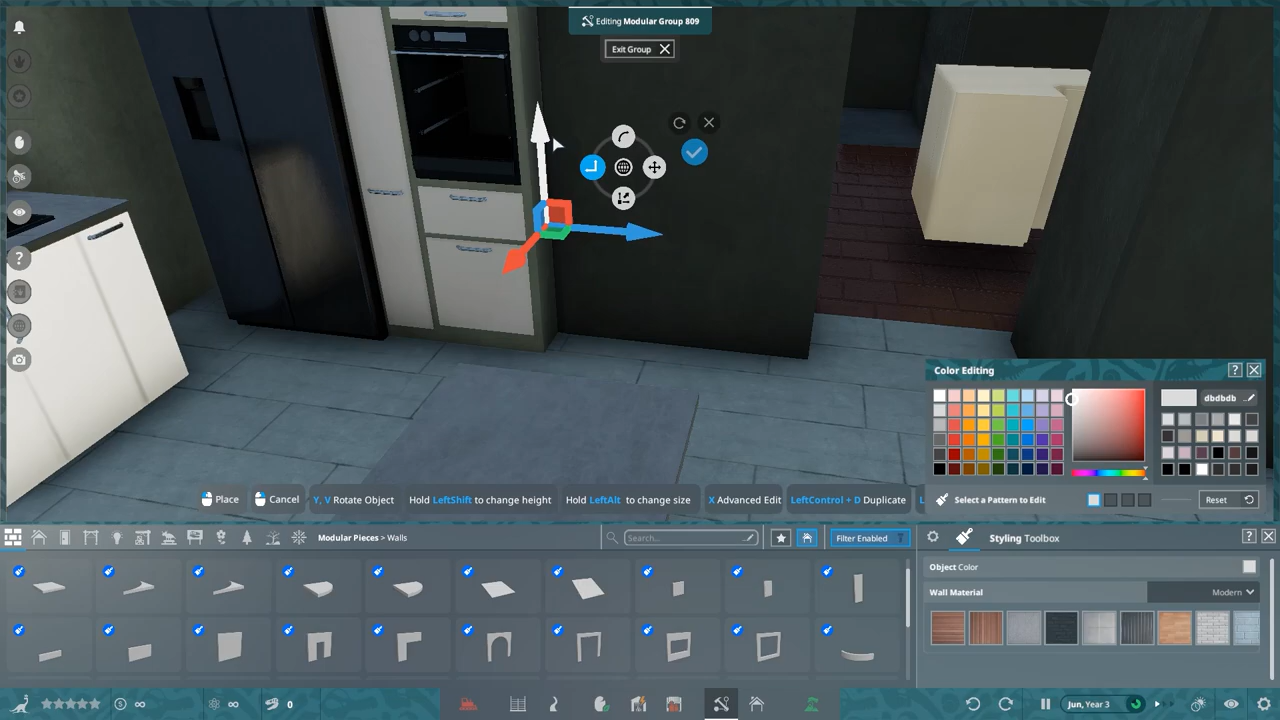 Editing Modular Group 809
Exit Group
Color Editing
?
dbdbdb
Place
Cancel
Y, V Rotate Object
Hold LeftShift to change height
Hold LeftAlt to change size
X Advanced Edit
LeftControl + D Duplicate
L
Select a Pattern to Edit
Reset
Modular Pieces > Walls
Search...
Filter Enabled
Styling Toolbox
?
Object Color
Wall Material
Modern
?
∞
∞
0
Jun, Year 3